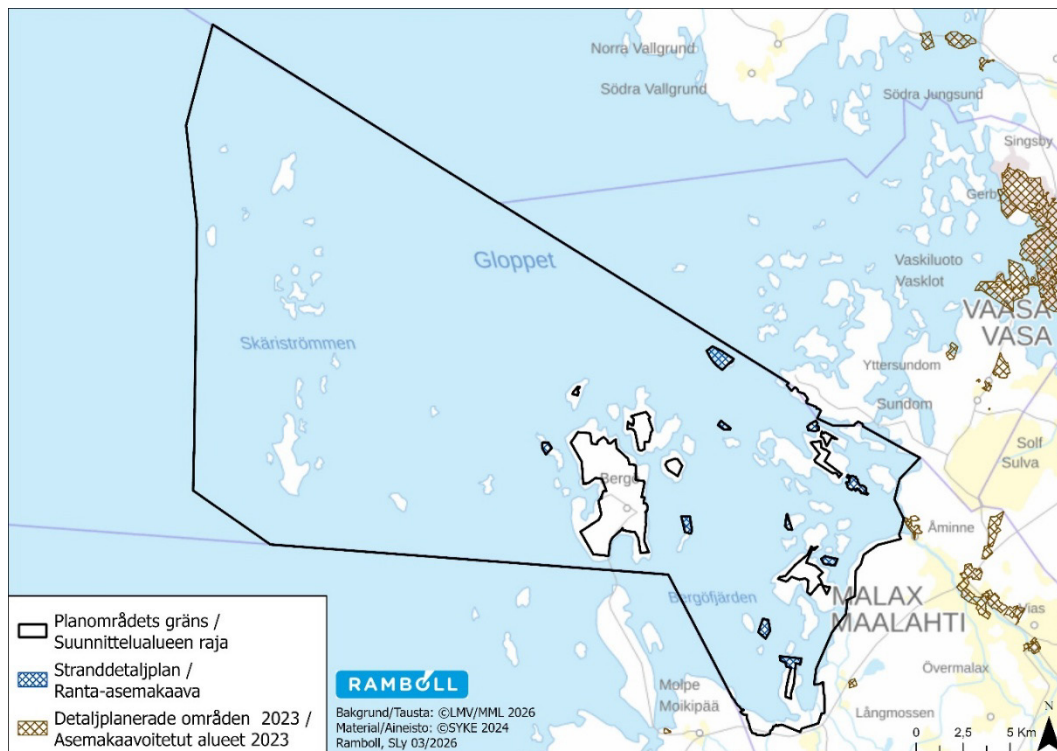 Norra Vallgrund
Södra Vallgrund
Södra Jungsund
Singsby
Gerby
Gloppet
Vaskiluoto
Vasklot
VAASA
VASA
Skäriströmmen
Yttersundom
Sundom
Solf
Sulva
Bergö
Åminne
Bergöfjärden
MALAX
MAALAHTI
Övermalax
Molpe
Moikipää
Långmossen
Planområdets gräns /
Suunnittelualueen raja
Stranddetaljplan /
Ranta-asemakaava
Detaljplanerade områden 2023 /
Asemakaavoitetut alueet 2023
RAMBOLL
Bakgrund/Tausta: ©LMV/MML 2026
Material/Aineisto: ©SYKE 2024
Ramboll, SLy 03/2026
N
0 2,5 5 Km